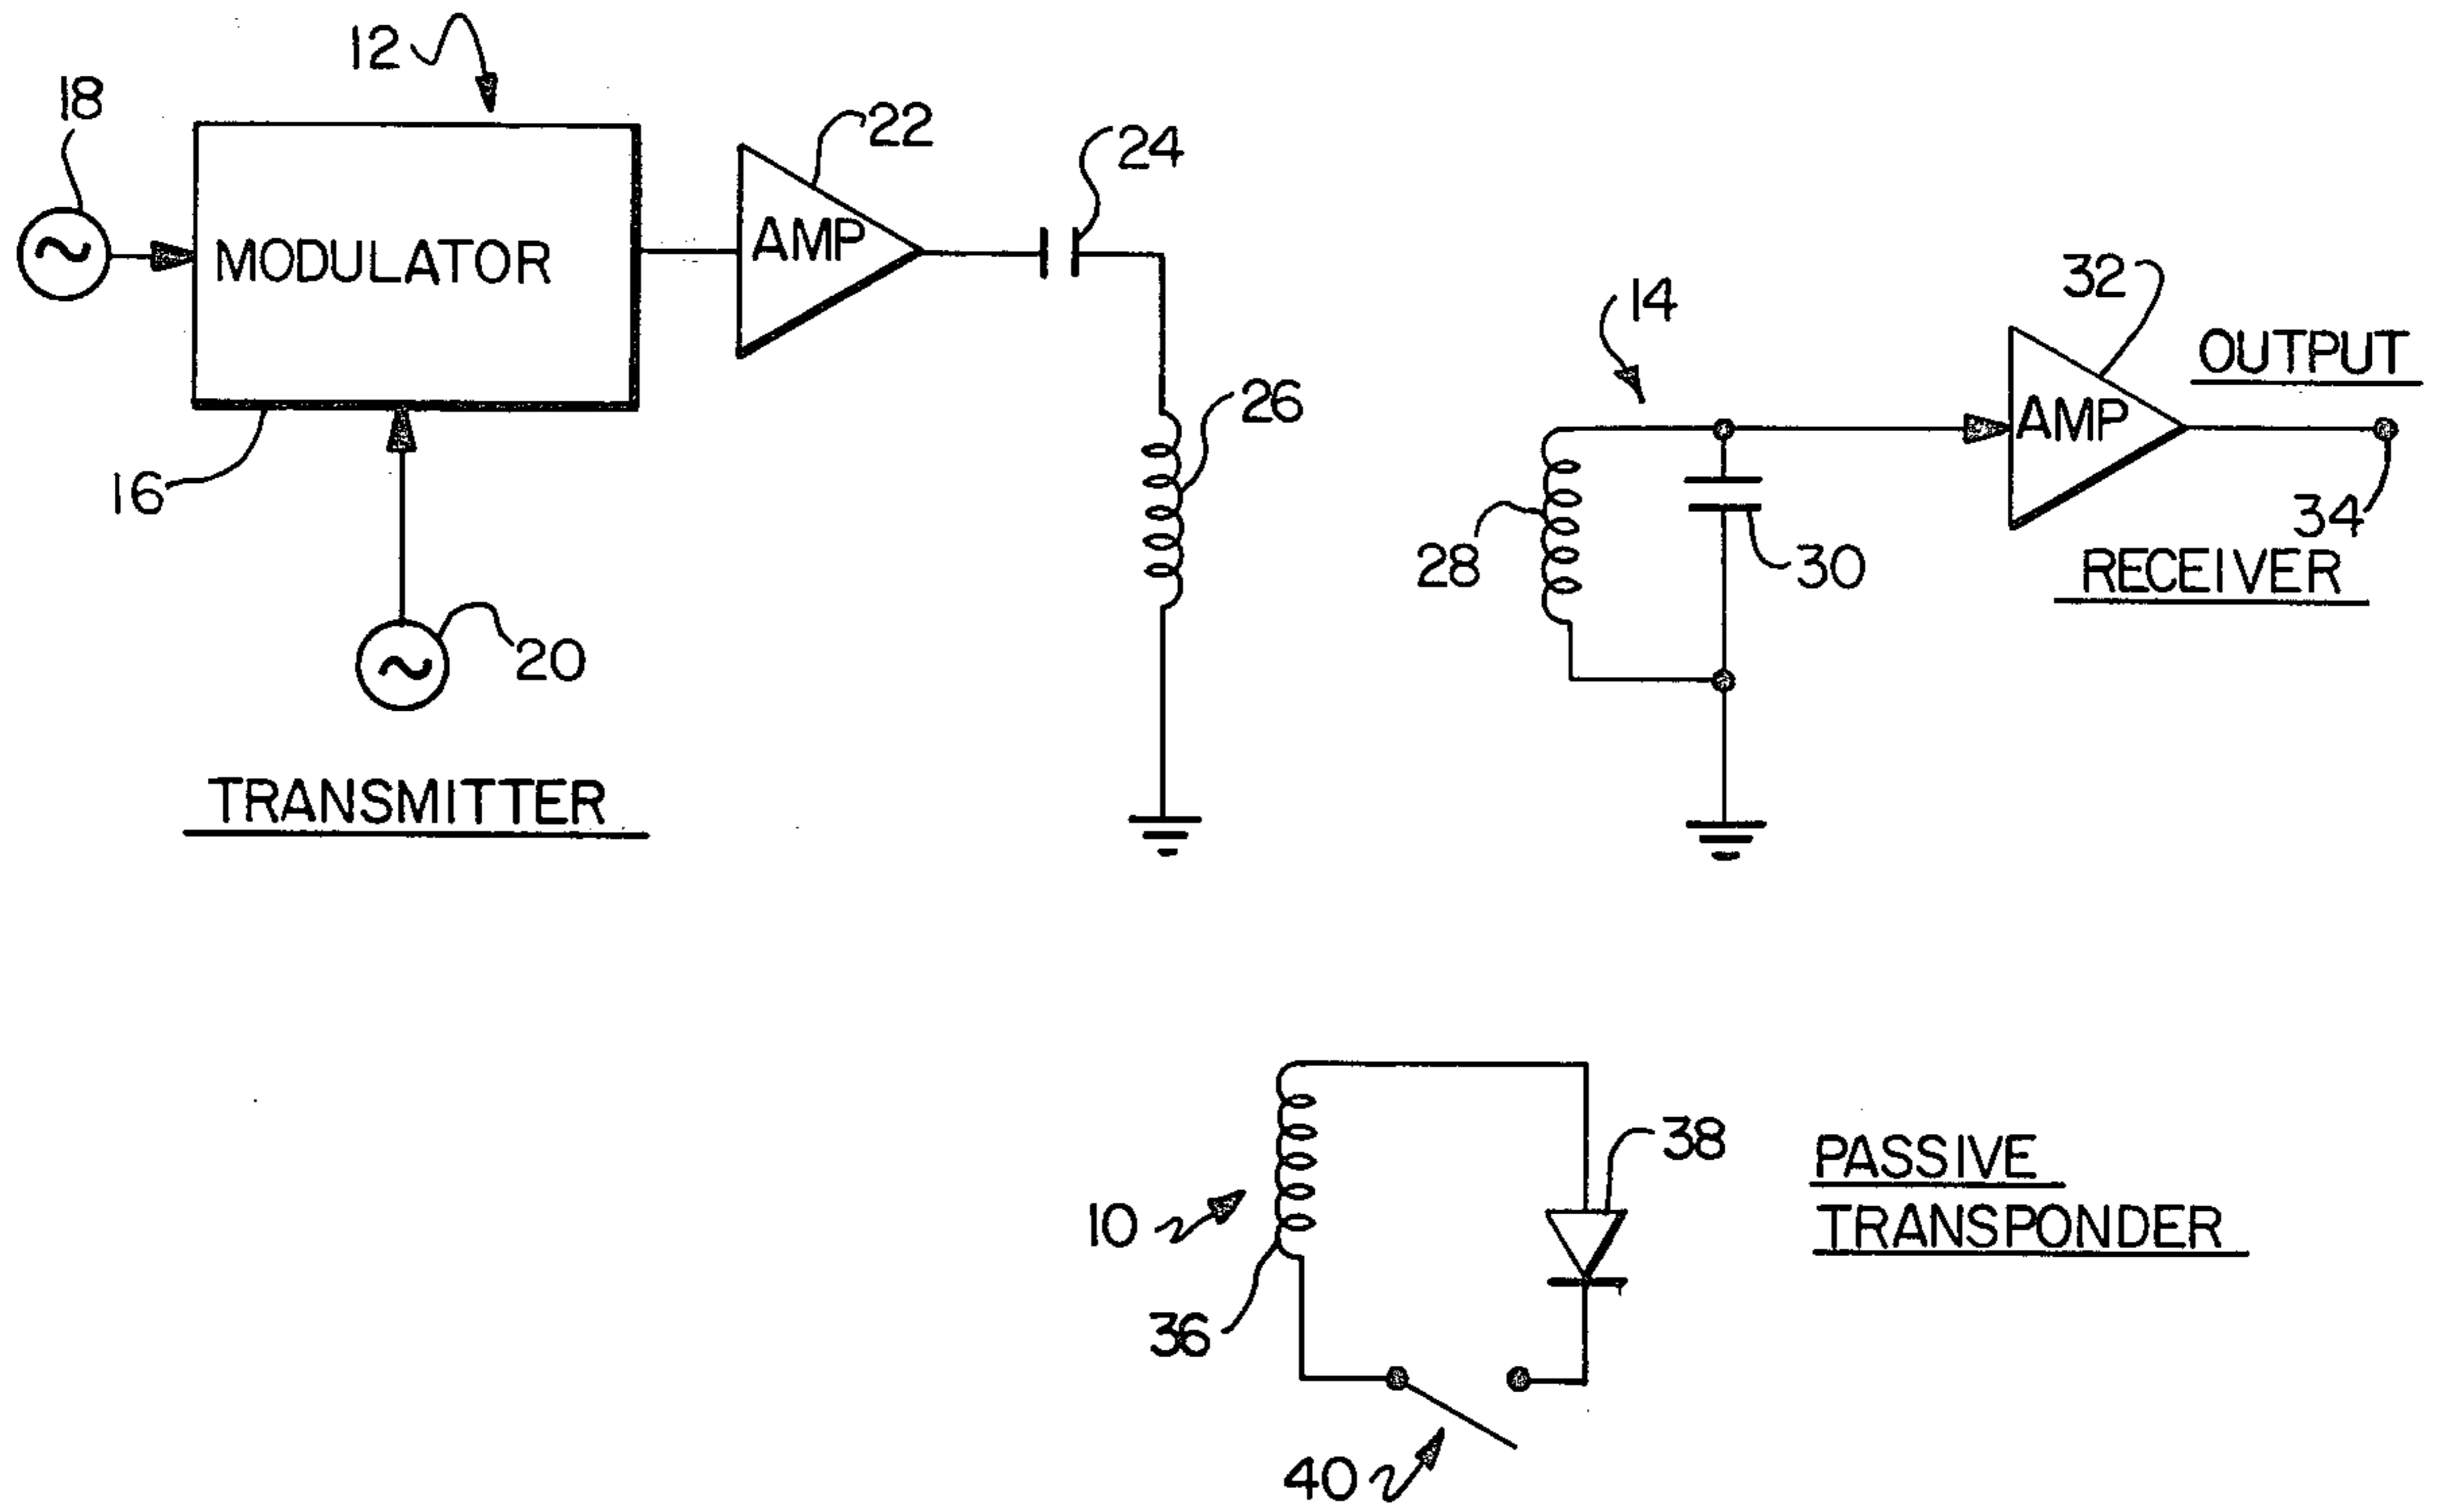 12
18
22
24
MODULATOR
AMP
16
20
26
TRANSMITTER
14
32
OUTPUT
AMP
34
28
30
RECEIVER
10
38
36
40
PASSIVE
TRANSPONDER